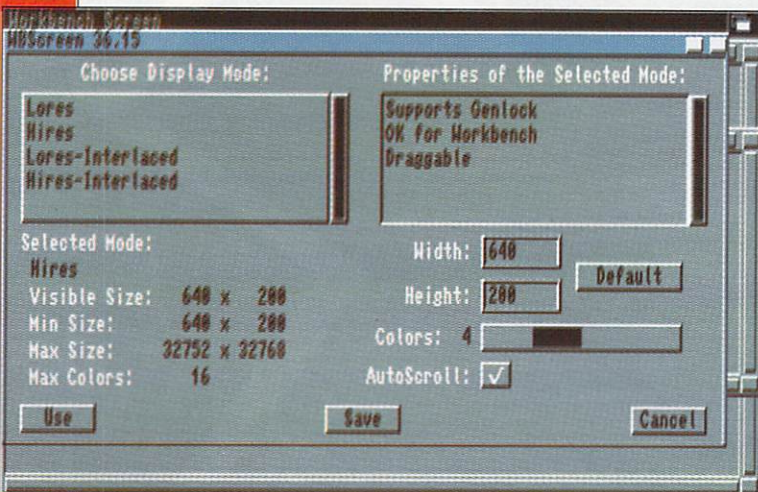 Workbench Screen
WBScreen 36.15
Choose Display Mode:
Properties of the Selected Mode:
Lores
Hires
Lores-Interlaced
Hires-Interlaced
Supports Genlock
OK for Workbench
Draggable
Selected Mode:
Hires
Visible Size: 640 x 200
Min Size: 640 x 200
Max Size: 32752 x 32768
Max Colors: 16
Width: 640
Height: 200
Default
Colors: 4
AutoScroll: ✓
Use
Save
Cancel